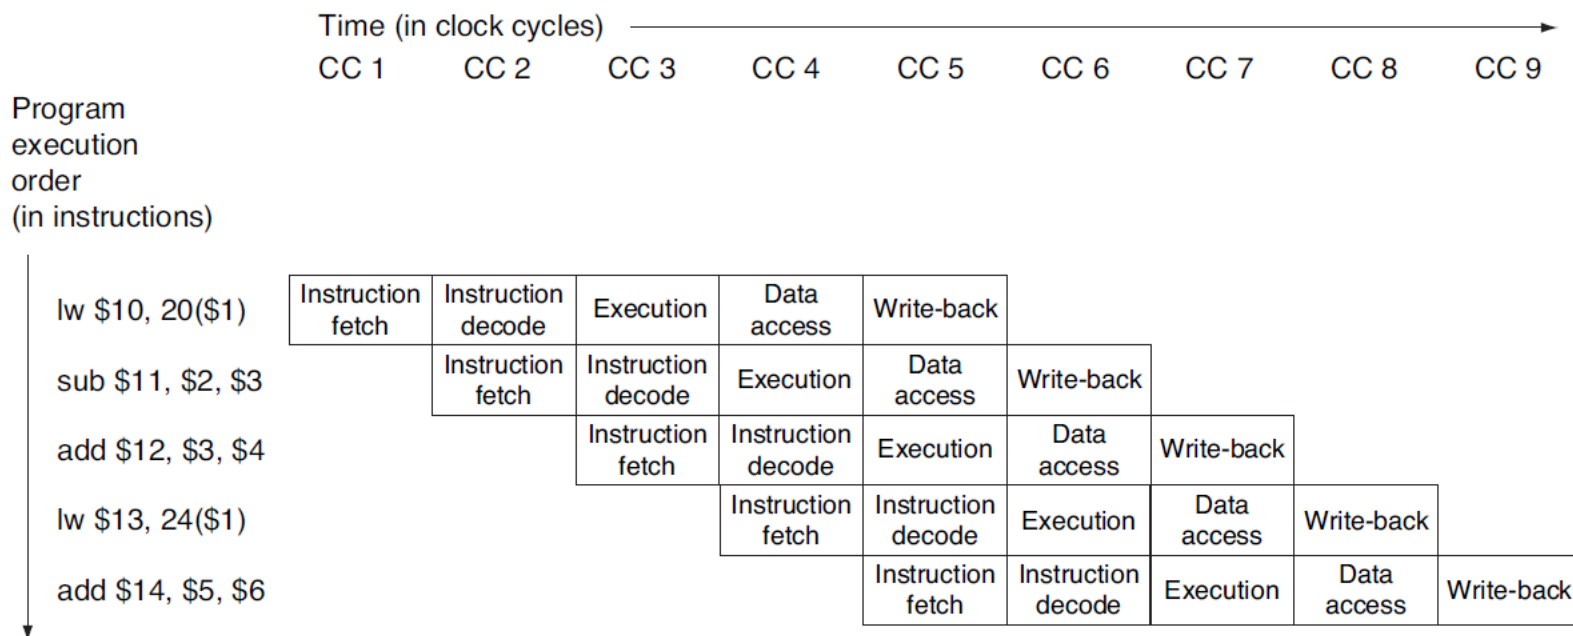 Time (in clock cycles)
CC 1 CC 2 CC 3 CC 4 CC 5 CC 6 CC 7 CC 8 CC 9
Program
execution
order
(in instructions)
lw $10, 20($1) Instruction fetch Instruction decode Execution Data access Write-back
sub $11, $2, $3 Instruction fetch Instruction decode Execution Data access Write-back
add $12, $3, $4 Instruction fetch Instruction decode Execution Data access Write-back
lw $13, 24($1) Instruction fetch Instruction decode Execution Data access Write-back
add $14, $5, $6 Instruction fetch Instruction decode Execution Data access Write-back